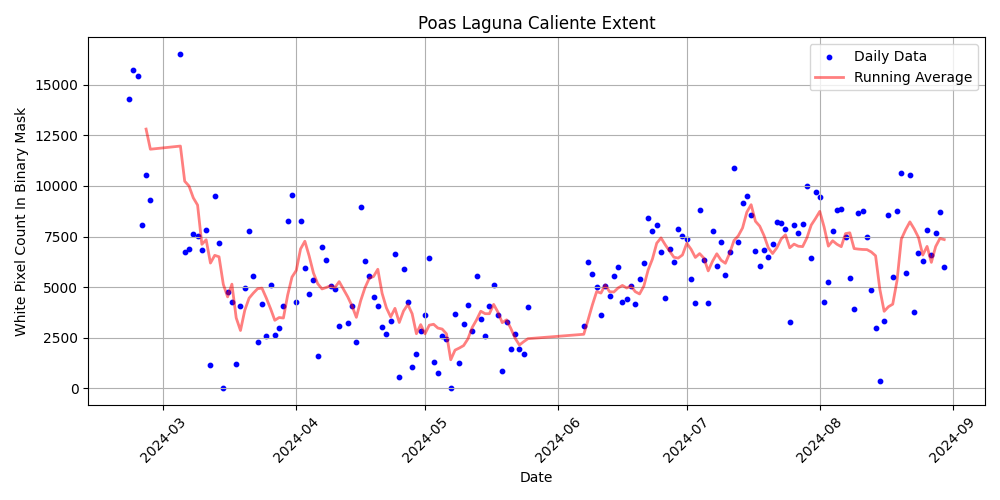 Poas Laguna Caliente Extent
Daily Data
Running Average
White Pixel Count In Binary Mask
15000
12500
10000
7500
5000
2500
0
2024-03
2024-04
2024-05
2024-06
2024-07
2024-08
2024-09
Date